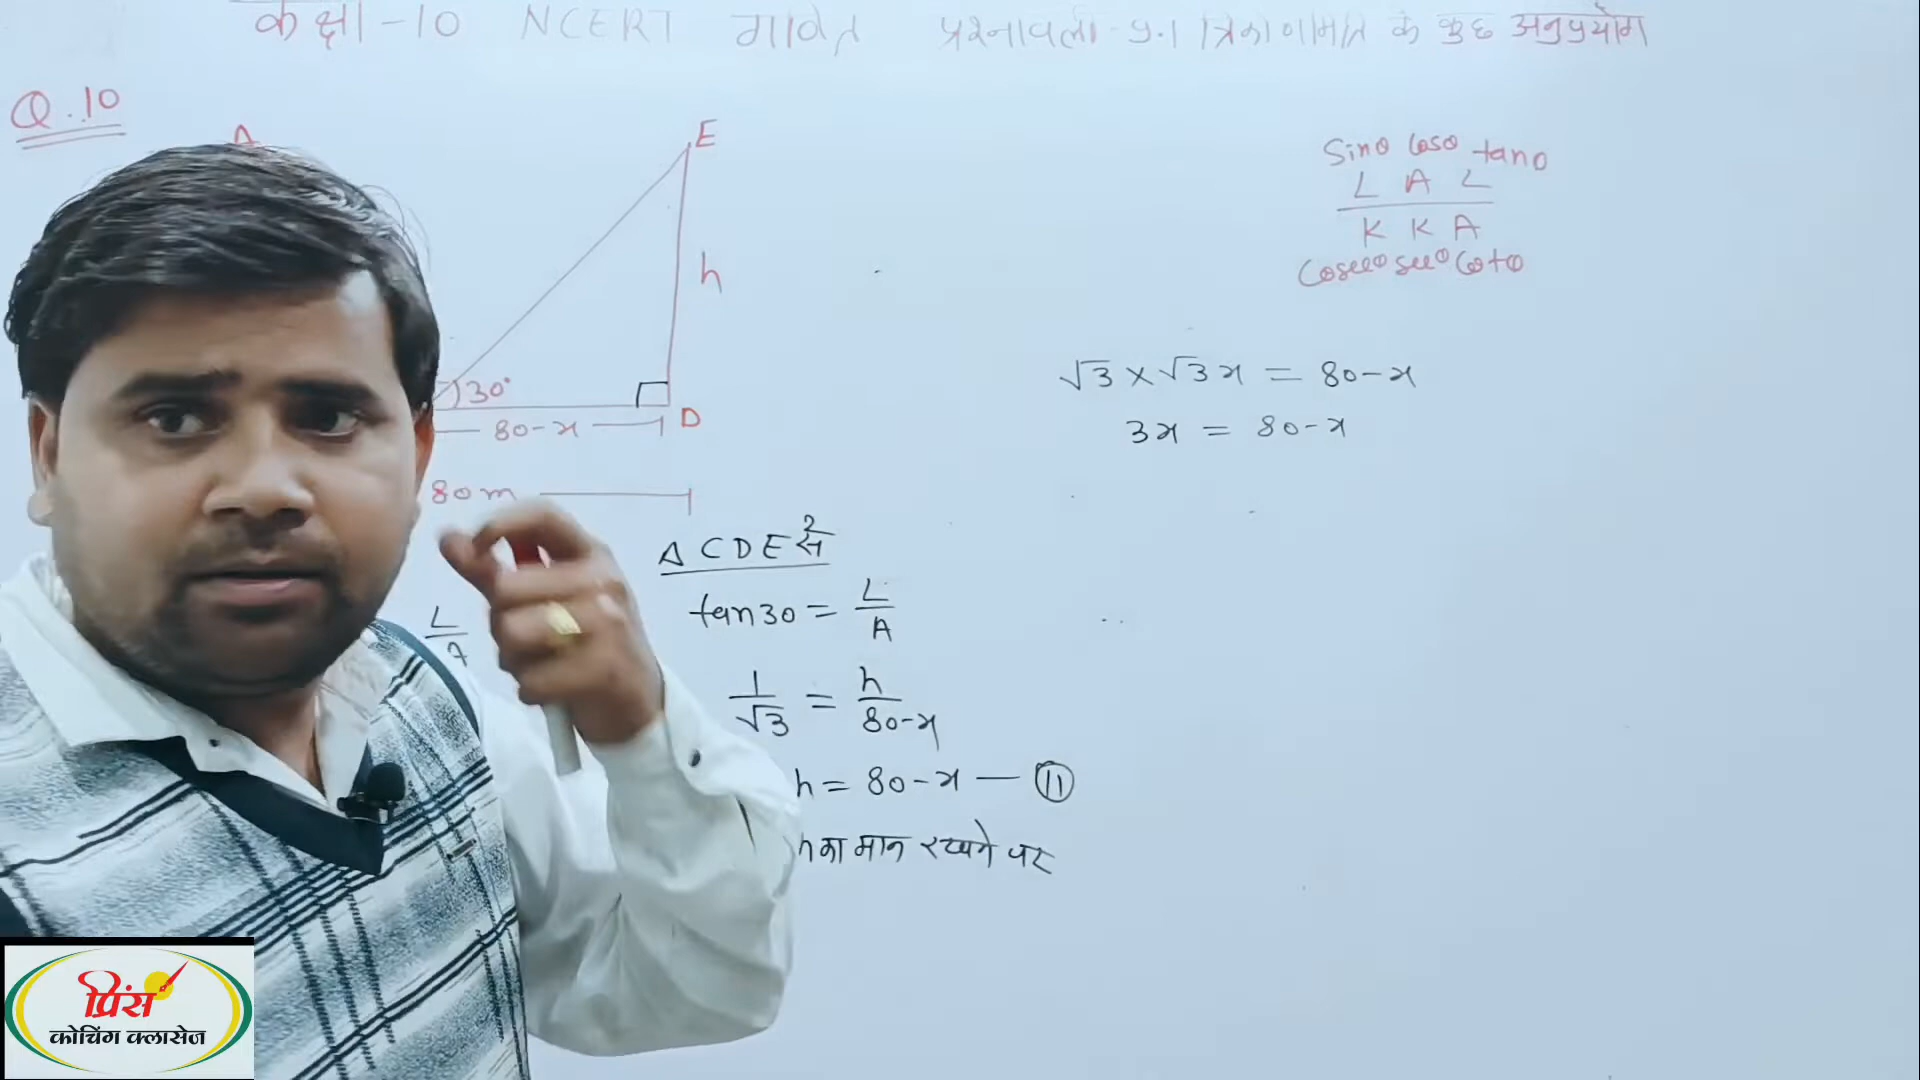 कक्षा-10 NCERT गणित प्रश्नावली-9.1 त्रिकोणमिति के कुछ अनुप्रयोग
Q.10
A
E
h
30°
D
80-x
80m
Sinθ Cosθ tanθ
L A L
K K A
Cosecθ secθ Cotθ
√3 × √3x = 80-x
3x = 80-x
L
A
Δ CDE से
tan30 = L/A
1/√3 = h/80-x
h = 80-x — (II)
h का मान रखने पर
प्रिंस
कोचिंग क्लासेज